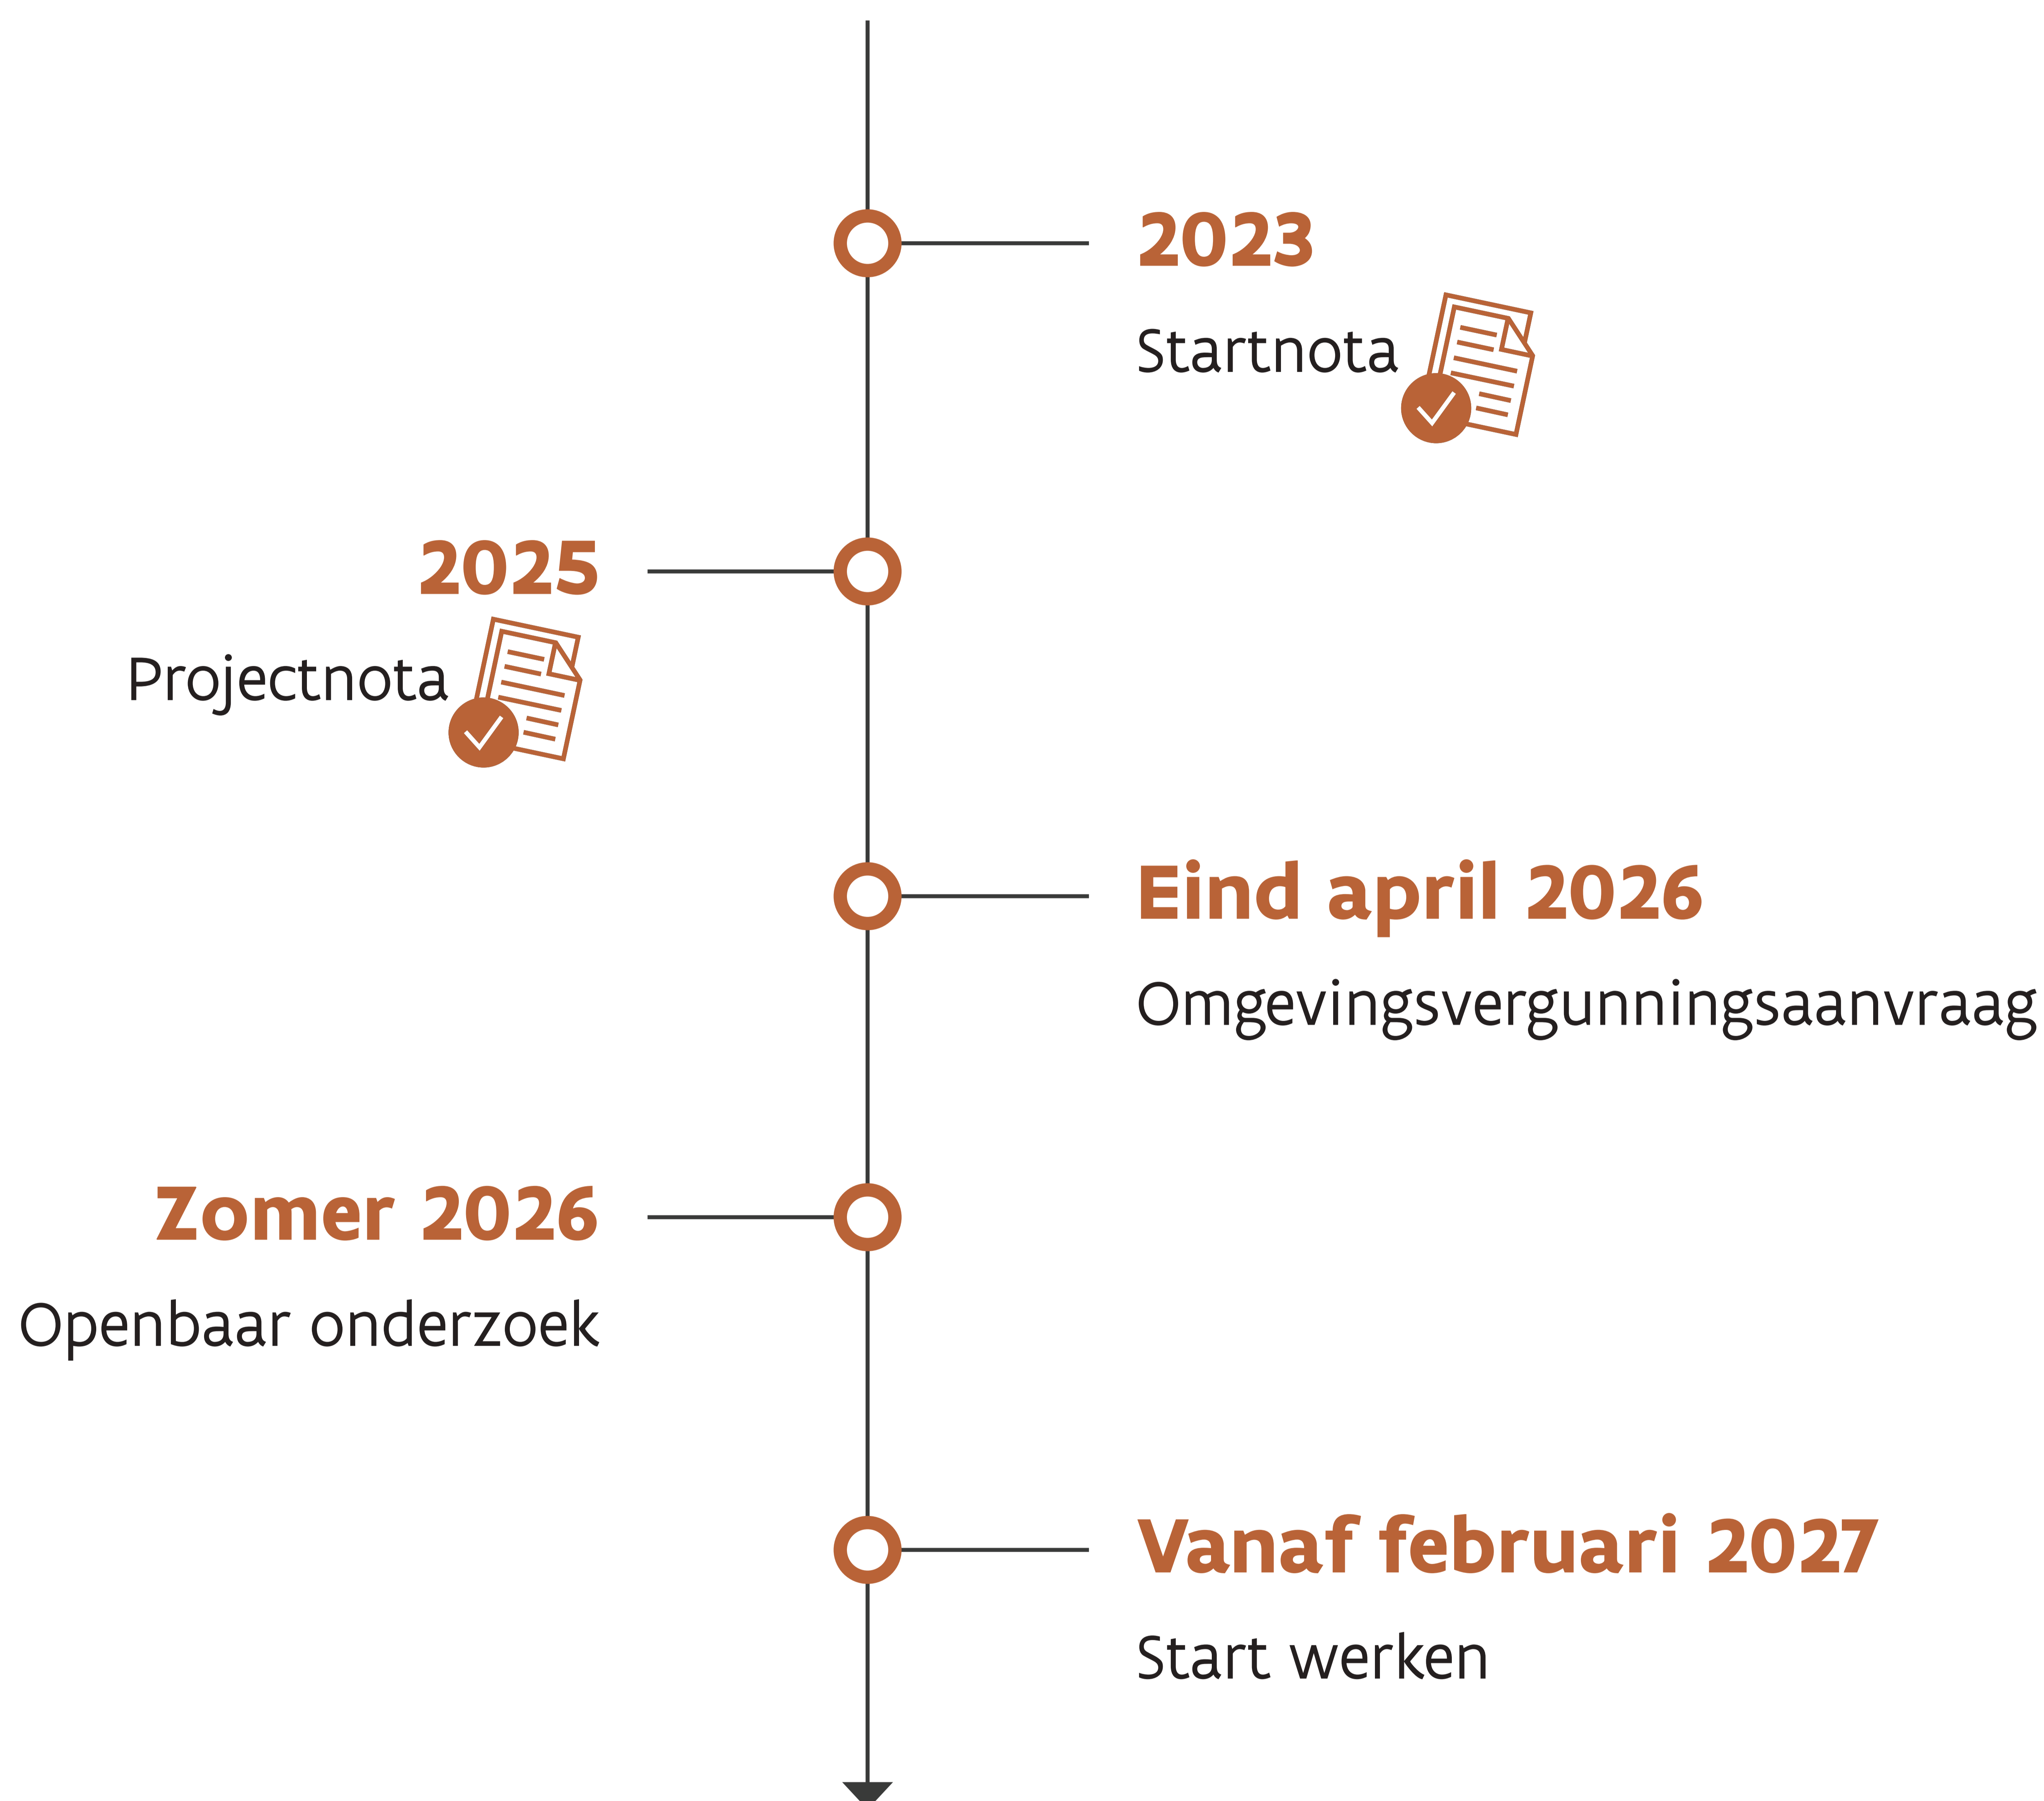 2023
Startnota
2025
Projectnota
Eind april 2026
Omgevingsvergunningsaanvraag
Zomer 2026
Openbaar onderzoek
Vanaf februari 2027
Start werken